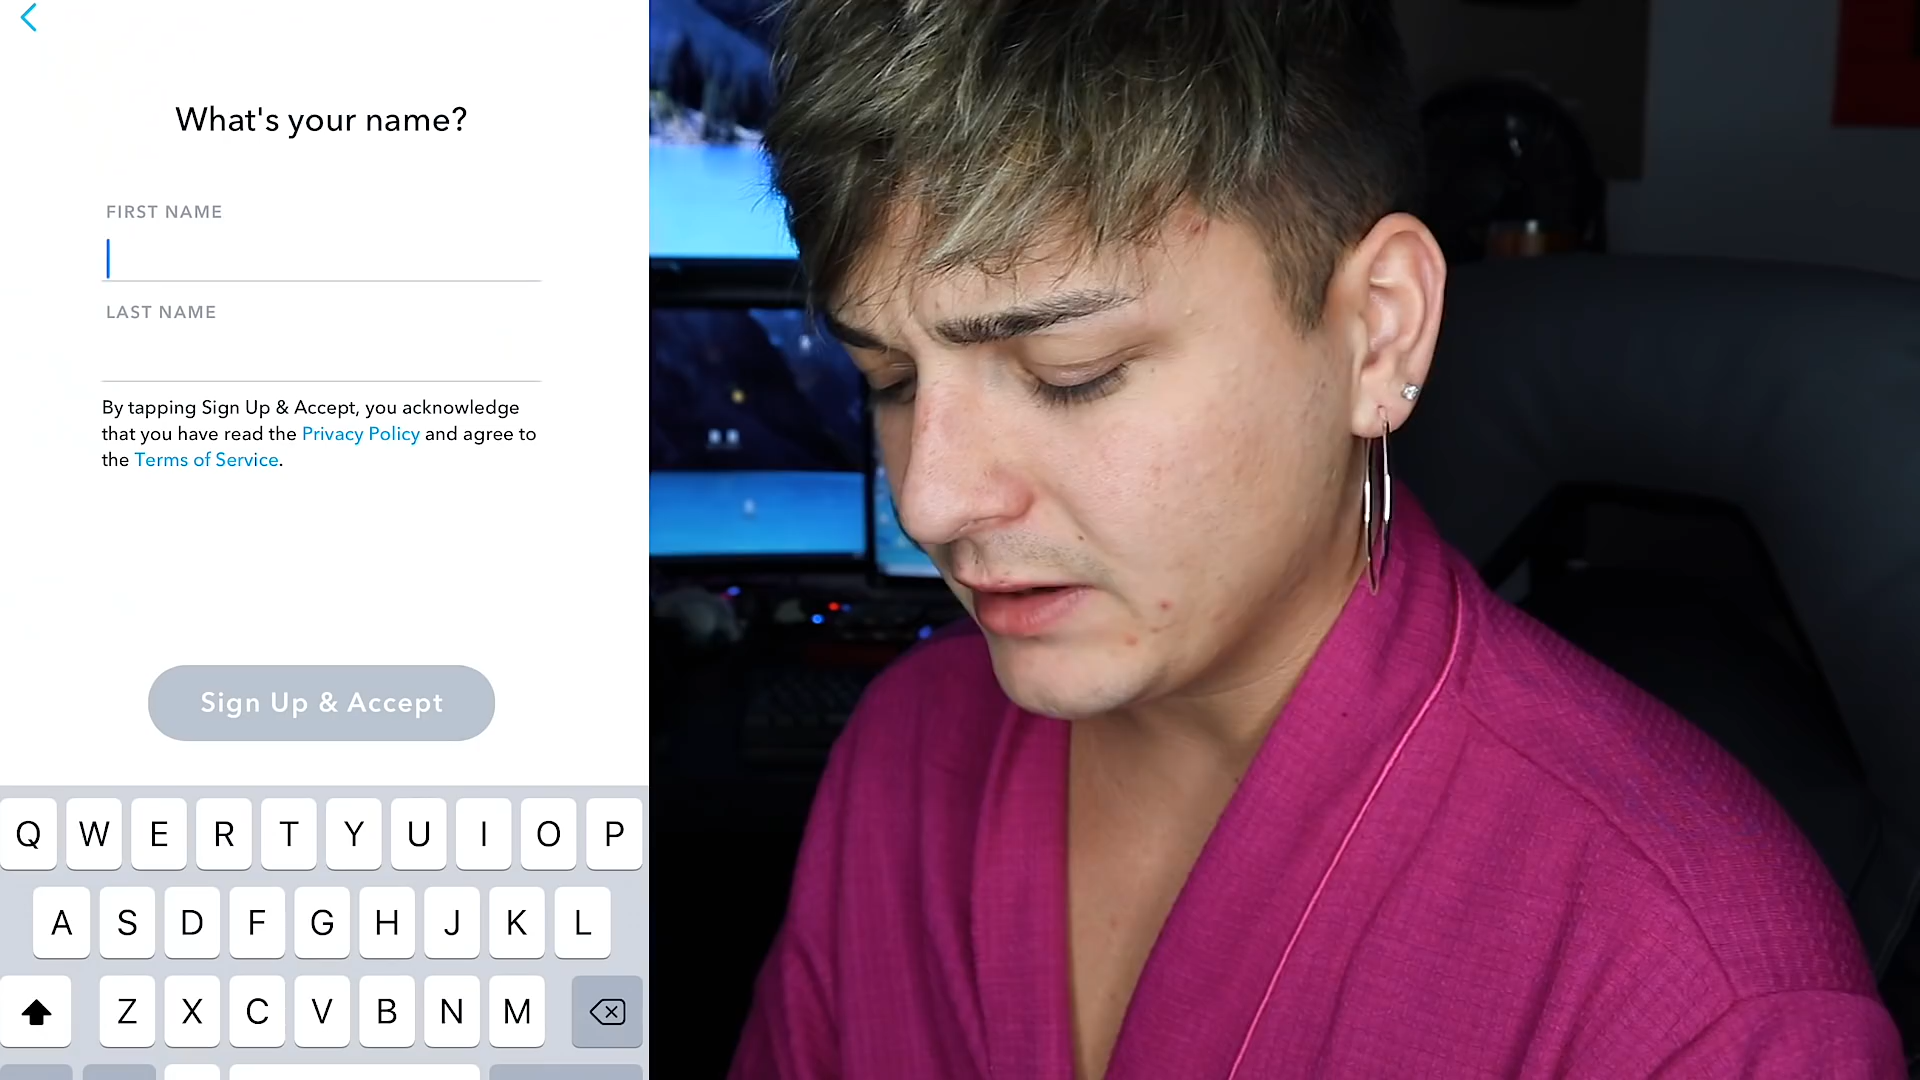 What's your name?
FIRST NAME
LAST NAME
By tapping Sign Up & Accept, you acknowledge
that you have read the Privacy Policy and agree to
the Terms of Service.
Sign Up & Accept
Q W E R T Y U I O P
A S D F G H J K L
Z X C V B N M